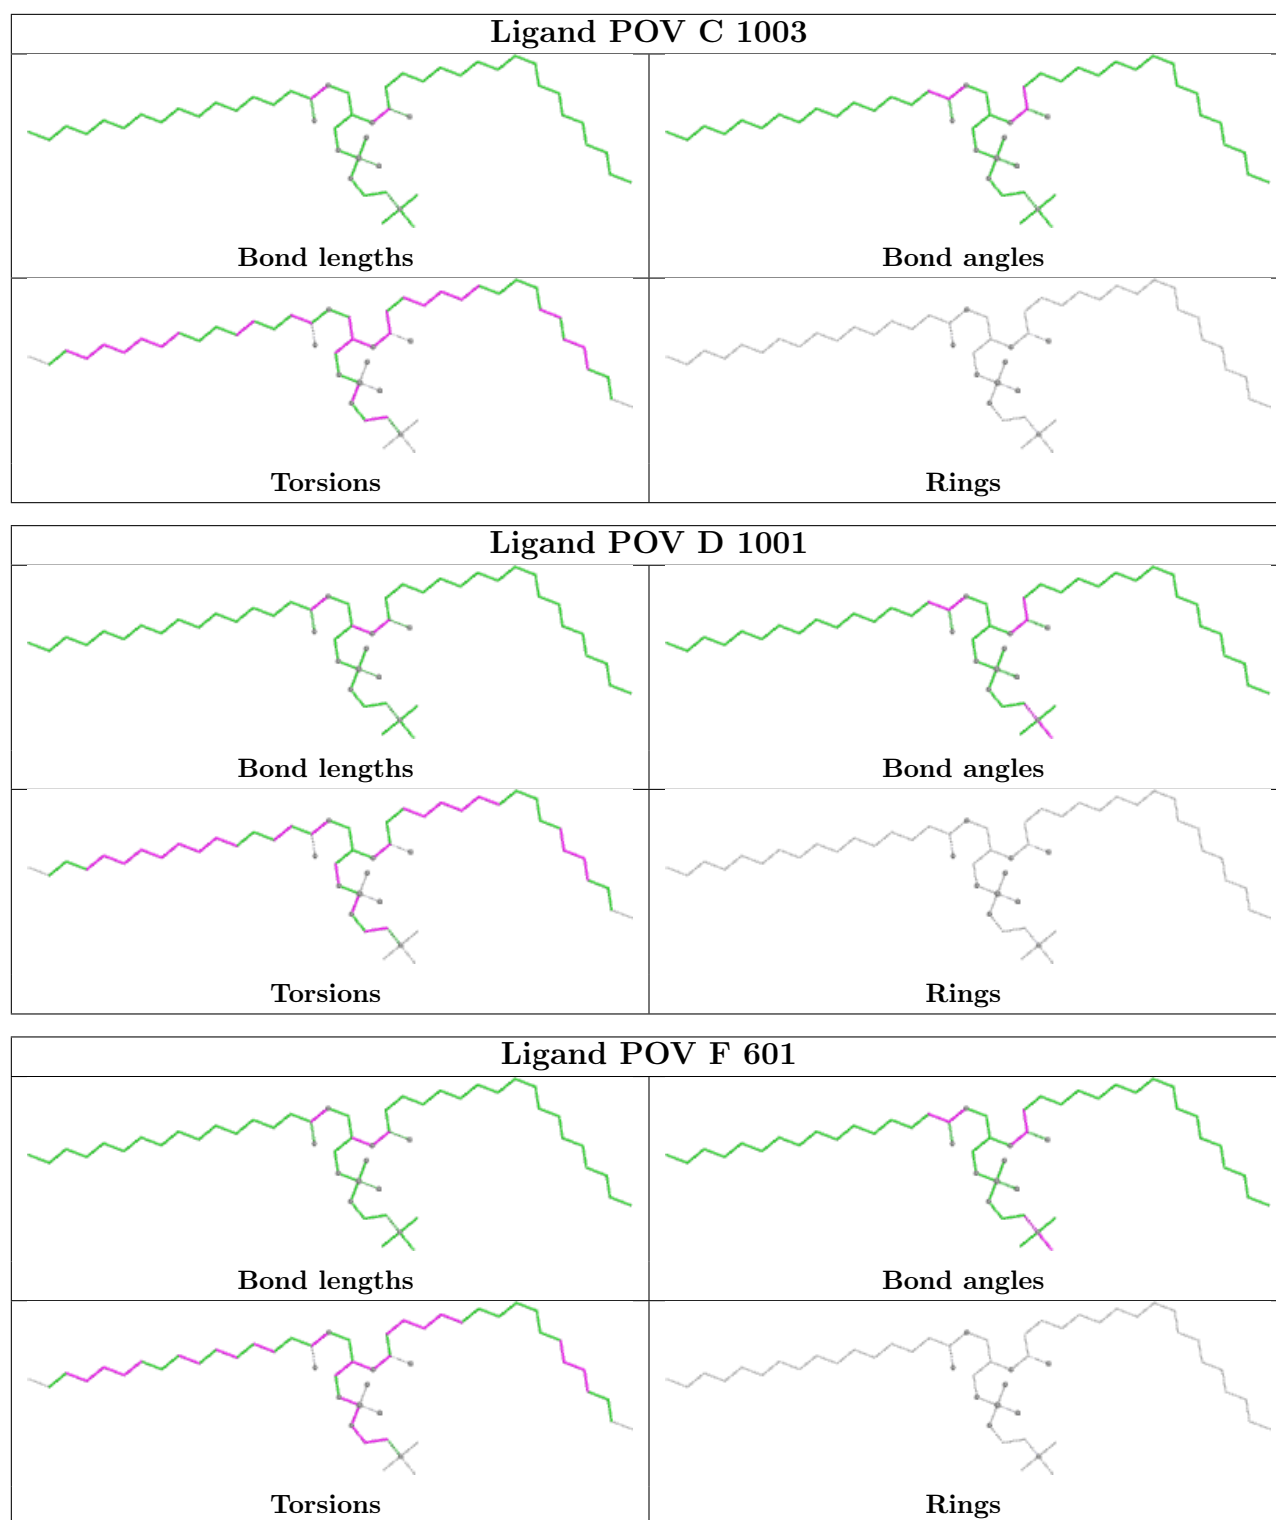 Ligand POV C 1003
Bond lengths
Bond angles
Torsions
Rings
Ligand POV D 1001
Bond lengths
Bond angles
Torsions
Rings
Ligand POV F 601
Bond lengths
Bond angles
Torsions
Rings